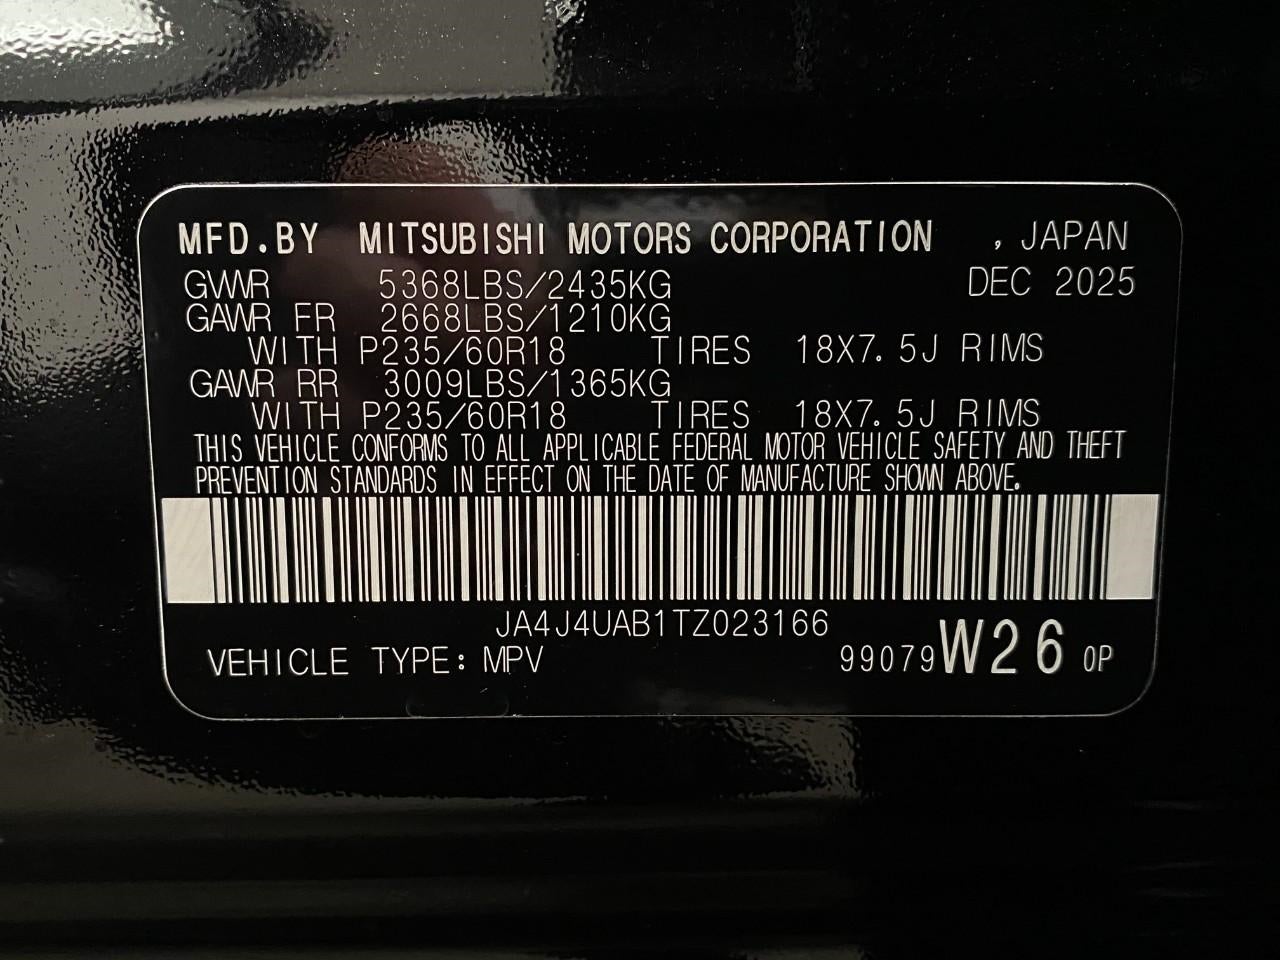 MFD.BY MITSUBISHI MOTORS CORPORATION , JAPAN
GVWR 5368LBS/2435KG DEC 2025
GAWR FR 2668LBS/1210KG
WITH P235/60R18 TIRES 18X7.5J RIMS
GAWR RR 3009LBS/1365KG
WITH P235/60R18 TIRES 18X7.5J RIMS
THIS VEHICLE CONFORMS TO ALL APPLICABLE FEDERAL MOTOR VEHICLE SAFETY AND THEFT
PREVENTION STANDARDS IN EFFECT ON THE DATE OF MANUFACTURE SHOWN ABOVE.
JA4J4UAB1TZ023166
VEHICLE TYPE: MPV 99079 W26 0P